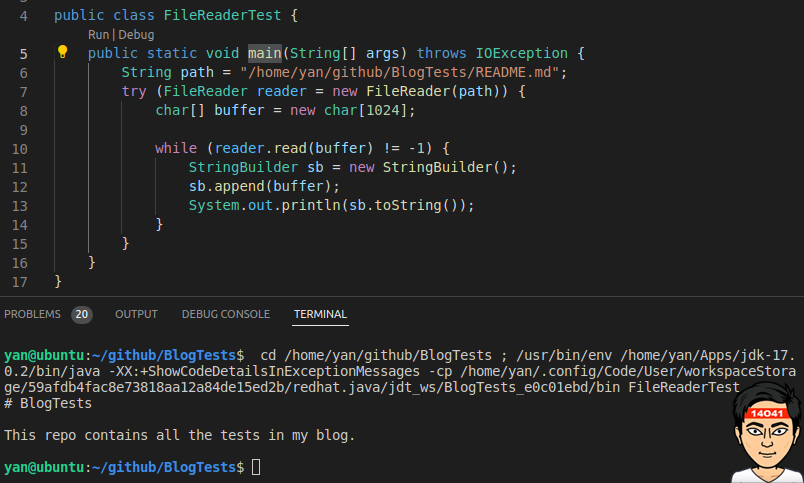 4 public class FileReaderTest {
Run | Debug
5 public static void main(String[] args) throws IOException {
6 String path = "/home/yan/github/BlogTests/README.md";
7 try (FileReader reader = new FileReader(path)) {
8 char[] buffer = new char[1024];
9
10 while (reader.read(buffer) != -1) {
11 StringBuilder sb = new StringBuilder();
12 sb.append(buffer);
13 System.out.println(sb.toString());
14 }
15 }
16 }
17 }
PROBLEMS 20 OUTPUT DEBUG CONSOLE TERMINAL
yan@ubuntu:~/github/BlogTests$ cd /home/yan/github/BlogTests ; /usr/bin/env /home/yan/Apps/jdk-17.
0.2/bin/java -XX:+ShowCodeDetailsInExceptionMessages -cp /home/yan/.config/Code/User/workspaceStora
ge/59afdb4fac8e73818aa12a84de15ed2b/redhat.java/jdt_ws/BlogTests_e0c01ebd/bin FileReaderTest
# BlogTests
14041
This repo contains all the tests in my blog.
yan@ubuntu:~/github/BlogTests$